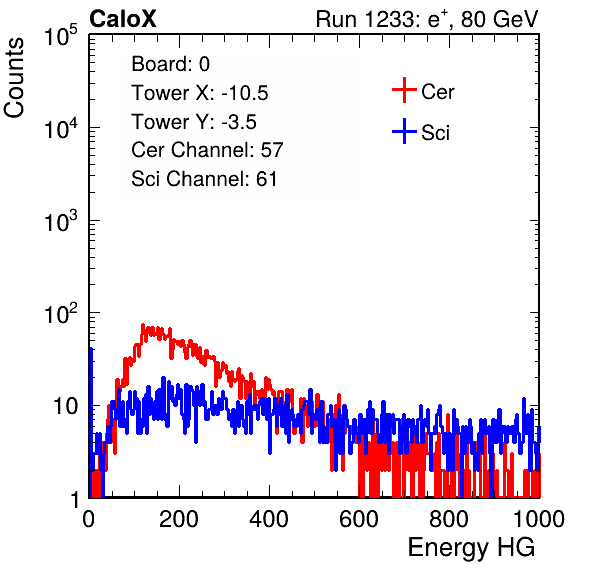 CaloX
Run 1233: e+, 80 GeV
Counts
Board: 0
Tower X: -10.5
Tower Y: -3.5
Cer Channel: 57
Sci Channel: 61
Cer
Sci
10^5
10^4
10^3
10^2
10
1
0 200 400 600 800 1000
Energy HG